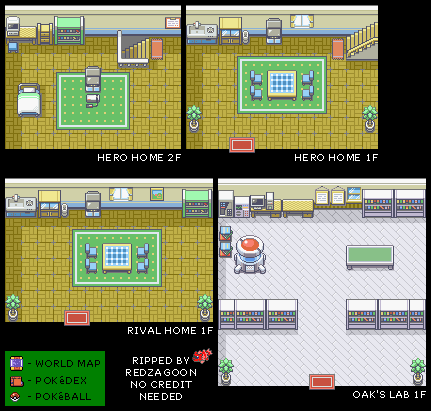 HERO HOME 2F
HERO HOME 1F
RIVAL HOME 1F
OAK'S LAB 1F
- WORLD MAP
- POKéDEX
- POKéBALL
RIPPED BY
REDZAGOON
NO CREDIT
NEEDED